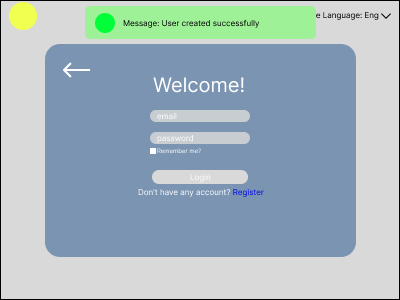 Message: User created successfully
e Language: Eng
Welcome!
email
password
Remember me?
Login
Don't have any account? Register